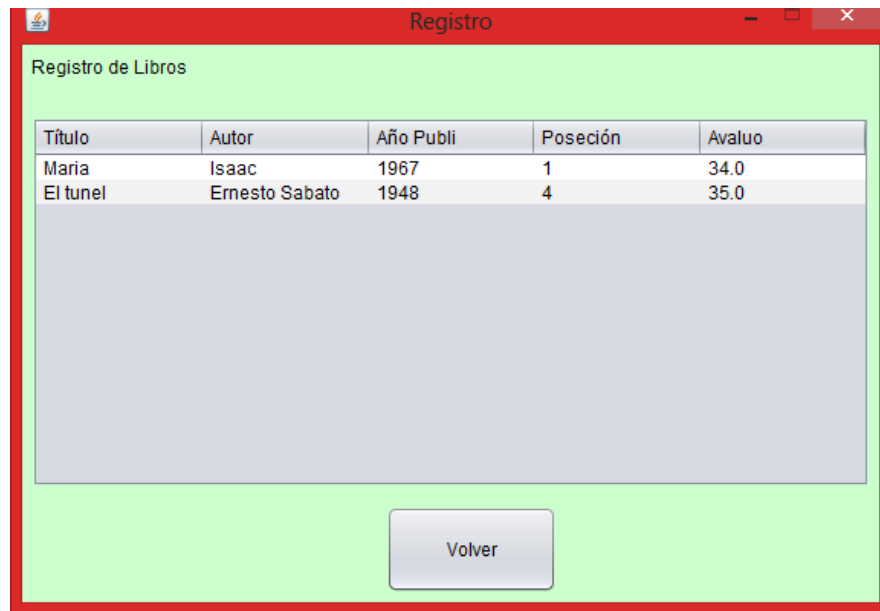 Registro
Registro de Libros
Título Autor Año Publi Poseción Avaluo
Maria Isaac 1967 1 34.0
El tunel Ernesto Sabato 1948 4 35.0
Volver